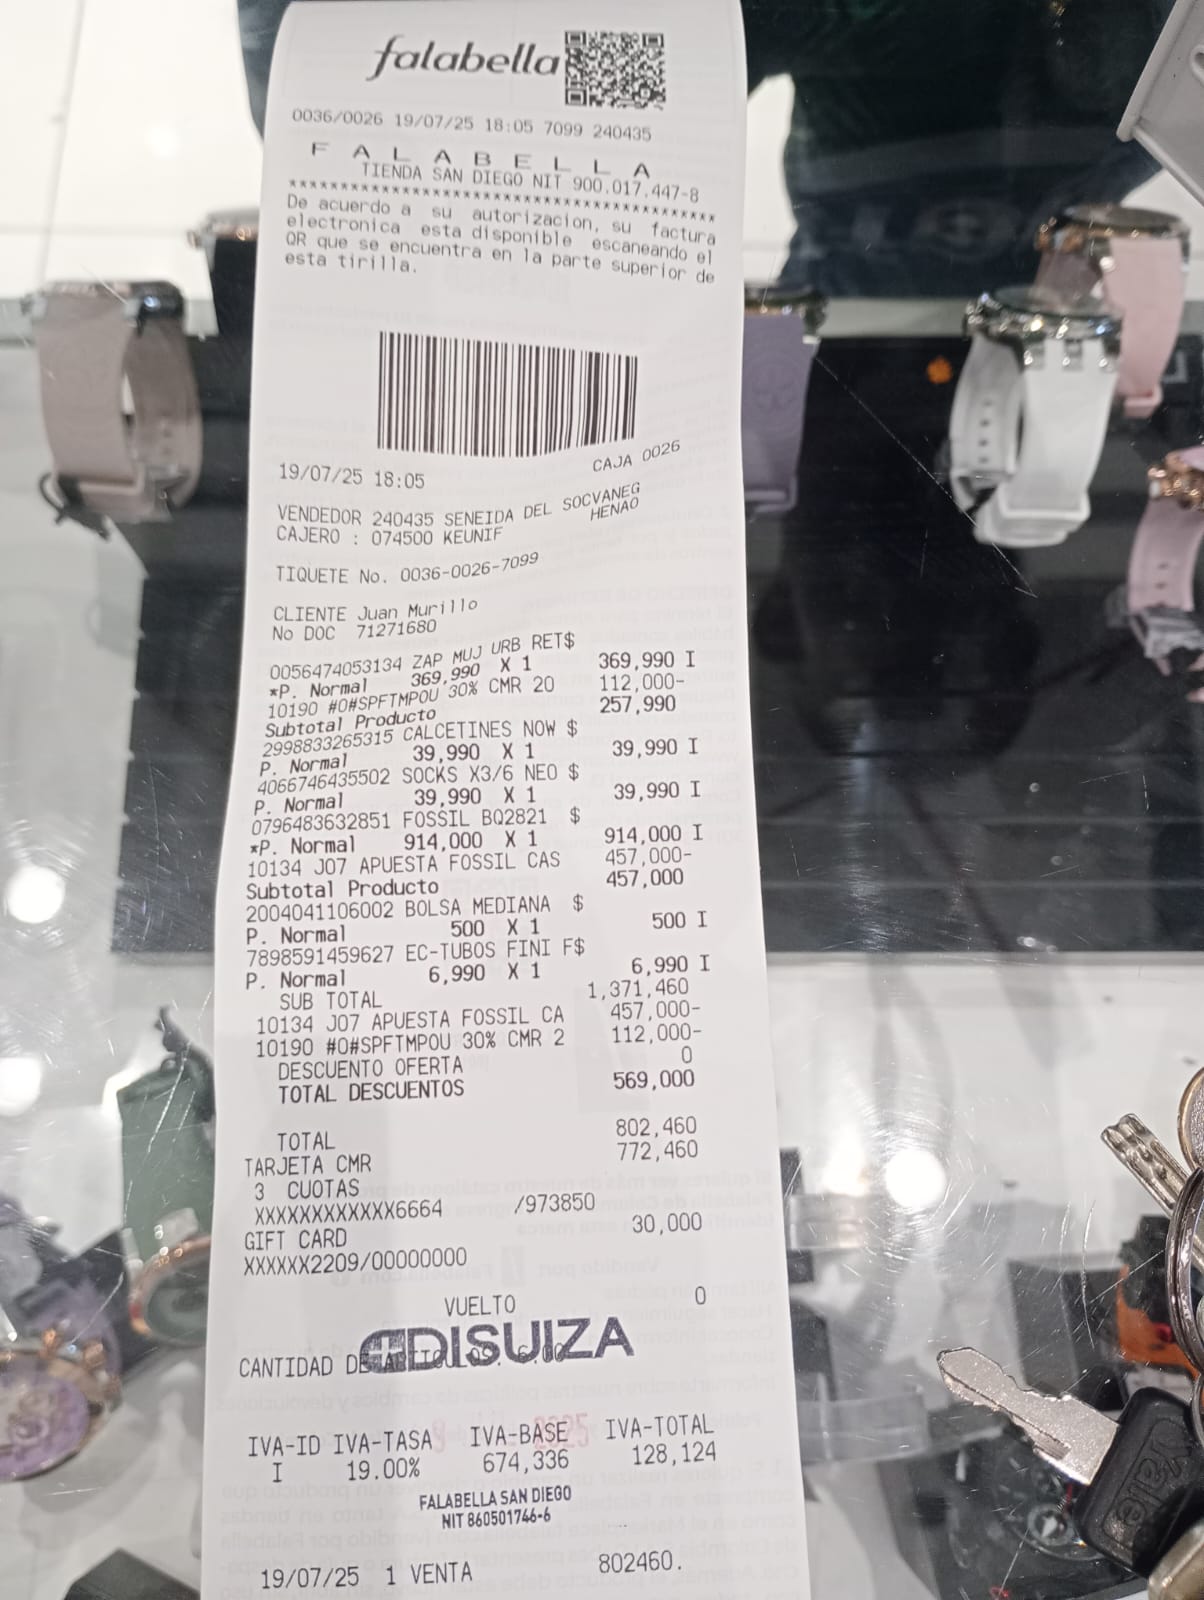 falabella
0036/0026 19/07/25 18:05 7099 240435
F A L A B E L L A
TIENDA SAN DIEGO NIT 900.017.447-8
*************************************************
De acuerdo a su autorizacion, su factura
electronica esta disponible escaneando el
QR que se encuentra en la parte superior de
esta tirilla.
19/07/25 18:05 CAJA 0026
VENDEDOR 240435 SENEIDA DEL SOCVANEG
HENAO
CAJERO : 074500 KEUNIF
TIQUETE No. 0036-0026-7099
CLIENTE Juan Murillo
No DOC 71271680
0056474053134 ZAP MUJ URB RET$
*P. Normal 369,990 X 1 369,990 I
10190 #0#SPFTMPOU 30% CMR 20 112,000-
Subtotal Producto 257,990
2998833265315 CALCETINES NOW $
P. Normal 39,990 X 1 39,990 I
4066746435502 SOCKS X3/6 NEO $
P. Normal 39,990 X 1 39,990 I
0796483632851 FOSSIL BQ2821 $
*P. Normal 914,000 X 1 914,000 I
10134 J07 APUESTA FOSSIL CAS 457,000-
Subtotal Producto 457,000
2004041106002 BOLSA MEDIANA $
P. Normal 500 X 1 500 I
7898591459627 EC-TUBOS FINI F$
P. Normal 6,990 X 1 6,990 I
SUB TOTAL 1,371,460
10134 J07 APUESTA FOSSIL CA 457,000-
10190 #0#SPFTMPOU 30% CMR 2 112,000-
DESCUENTO OFERTA 0
TOTAL DESCUENTOS 569,000
TOTAL 802,460
TARJETA CMR 772,460
3 CUOTAS
XXXXXXXXXXXX6664 /973850
GIFT CARD 30,000
XXXXXX2209/00000000
VUELTO 0
DISUIZA
CANTIDAD DE
2025
IVA-ID IVA-TASA IVA-BASE IVA-TOTAL
I 19.00% 674,336 128,124
FALABELLA SAN DIEGO
NIT 860501746-6
19/07/25 1 VENTA 802460.